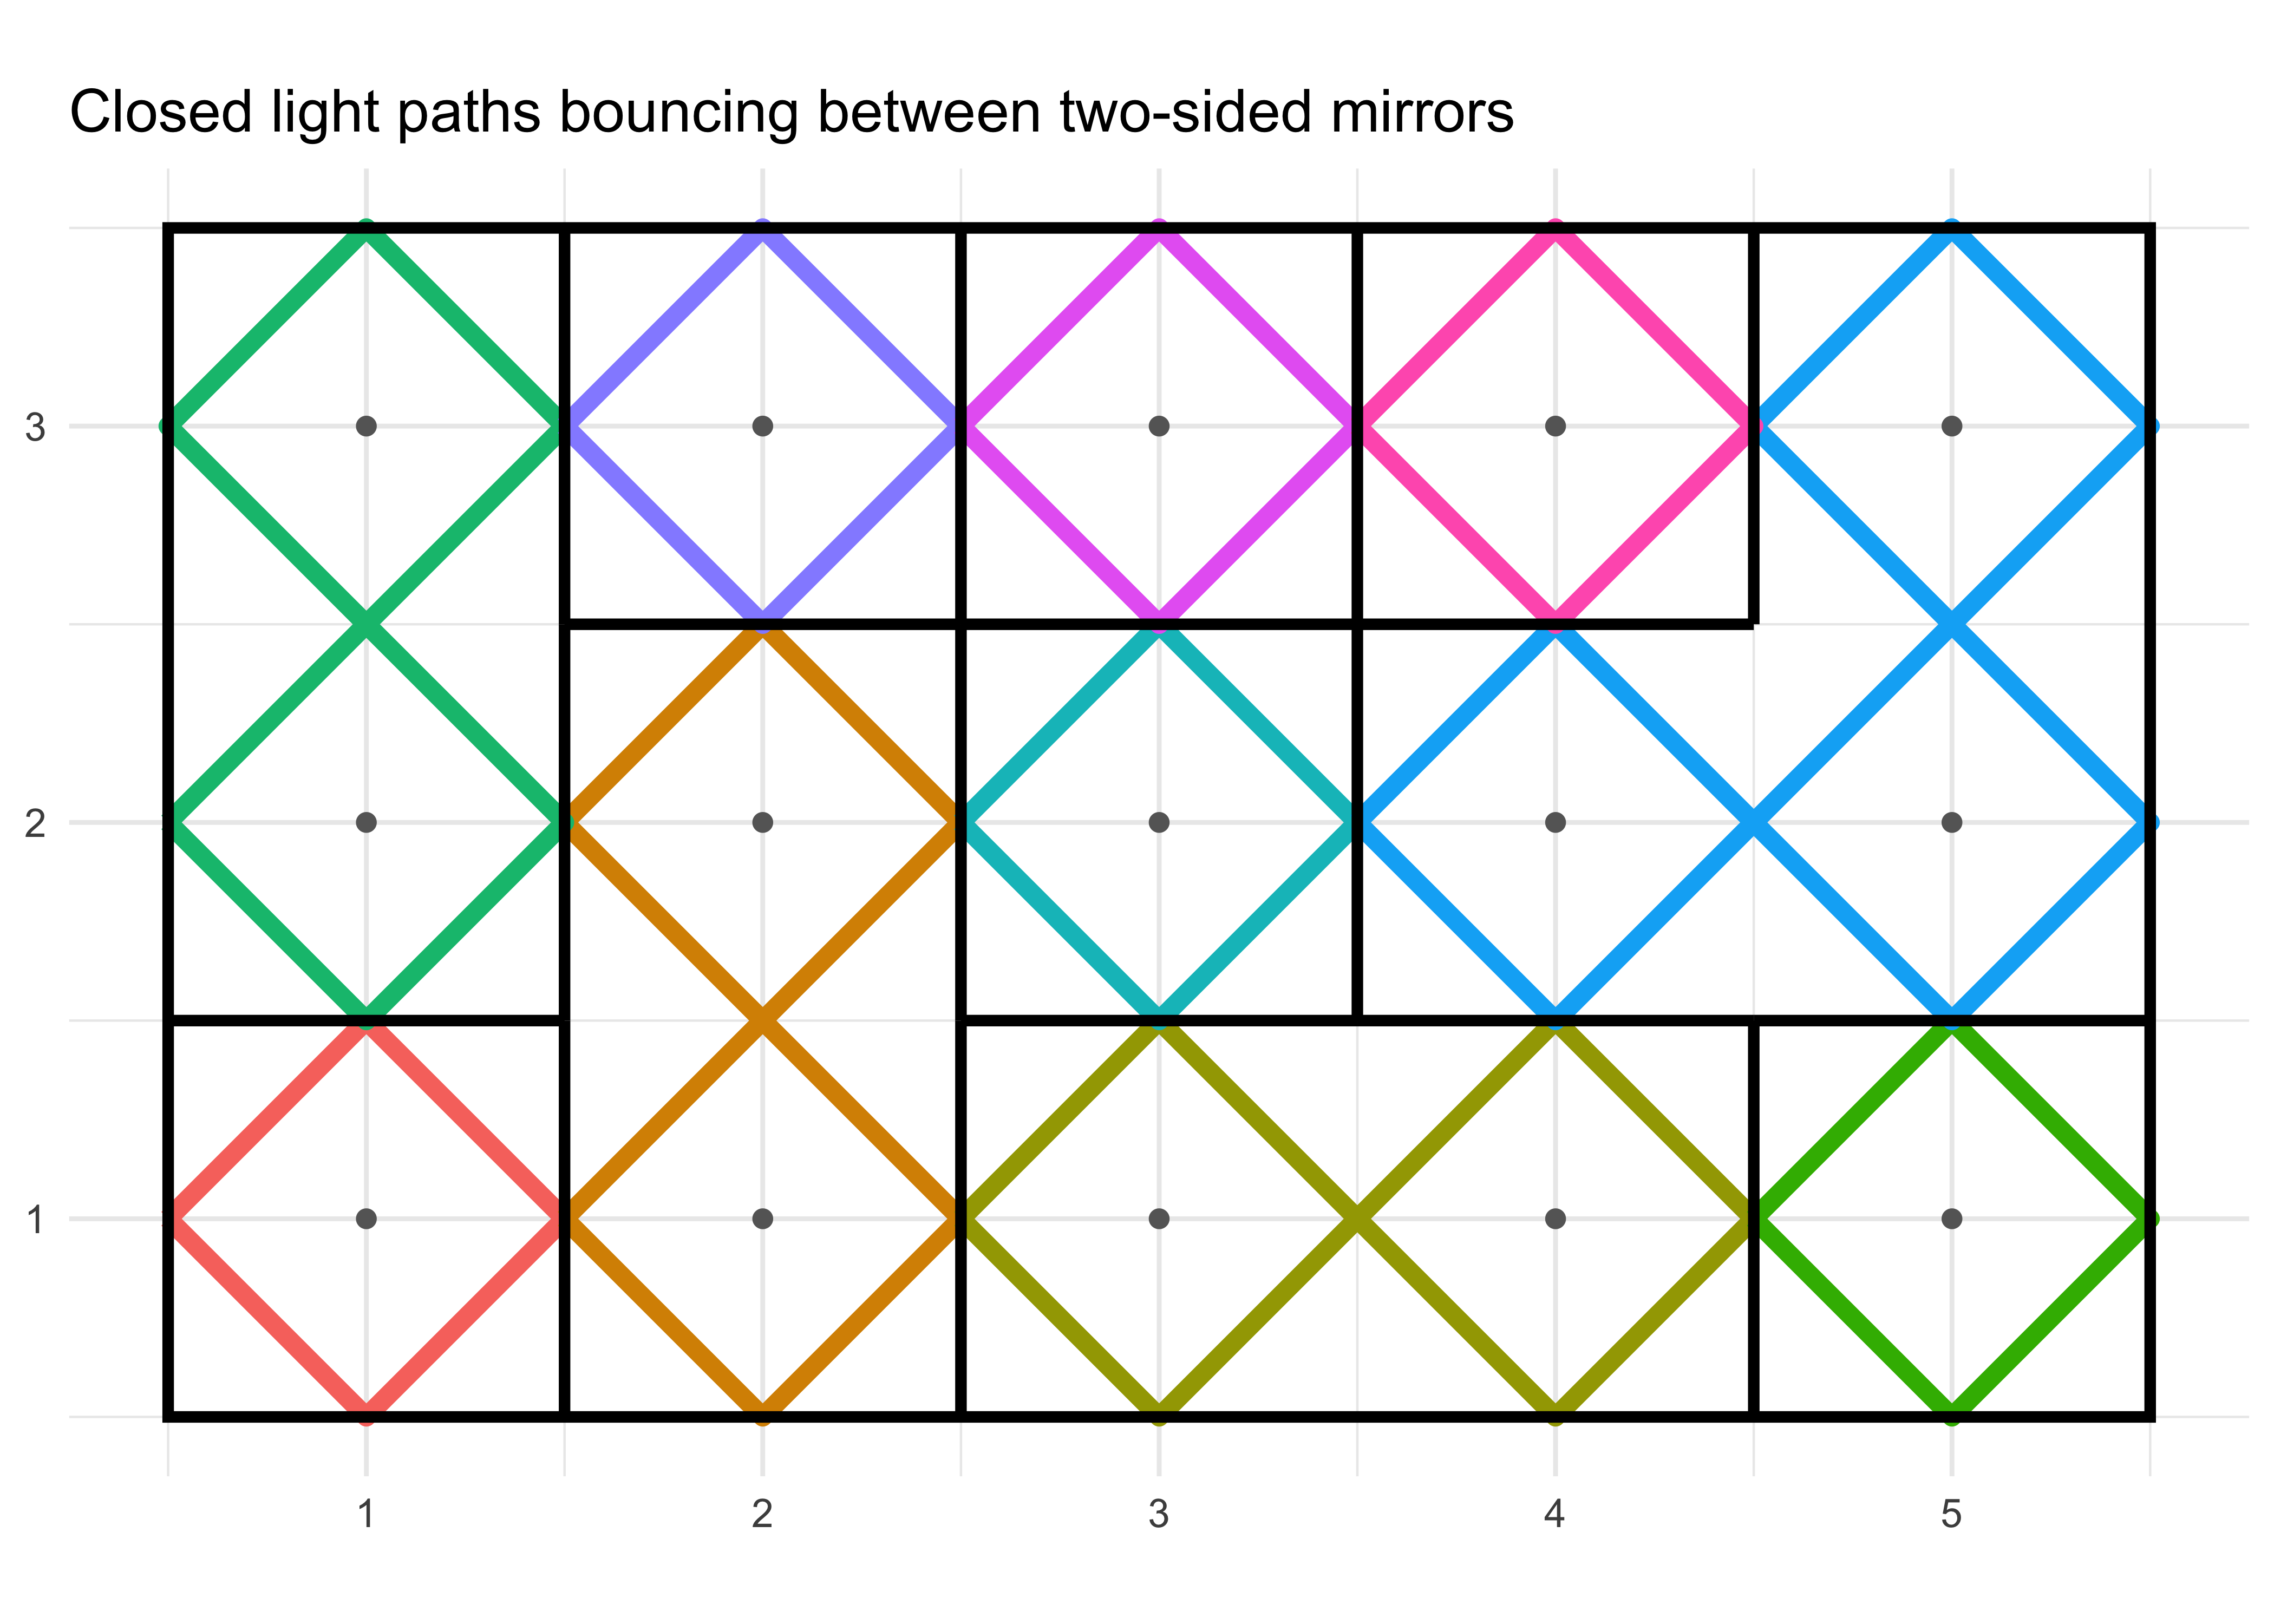 Closed light paths bouncing between two-sided mirrors
3
2
1
1 2 3 4 5